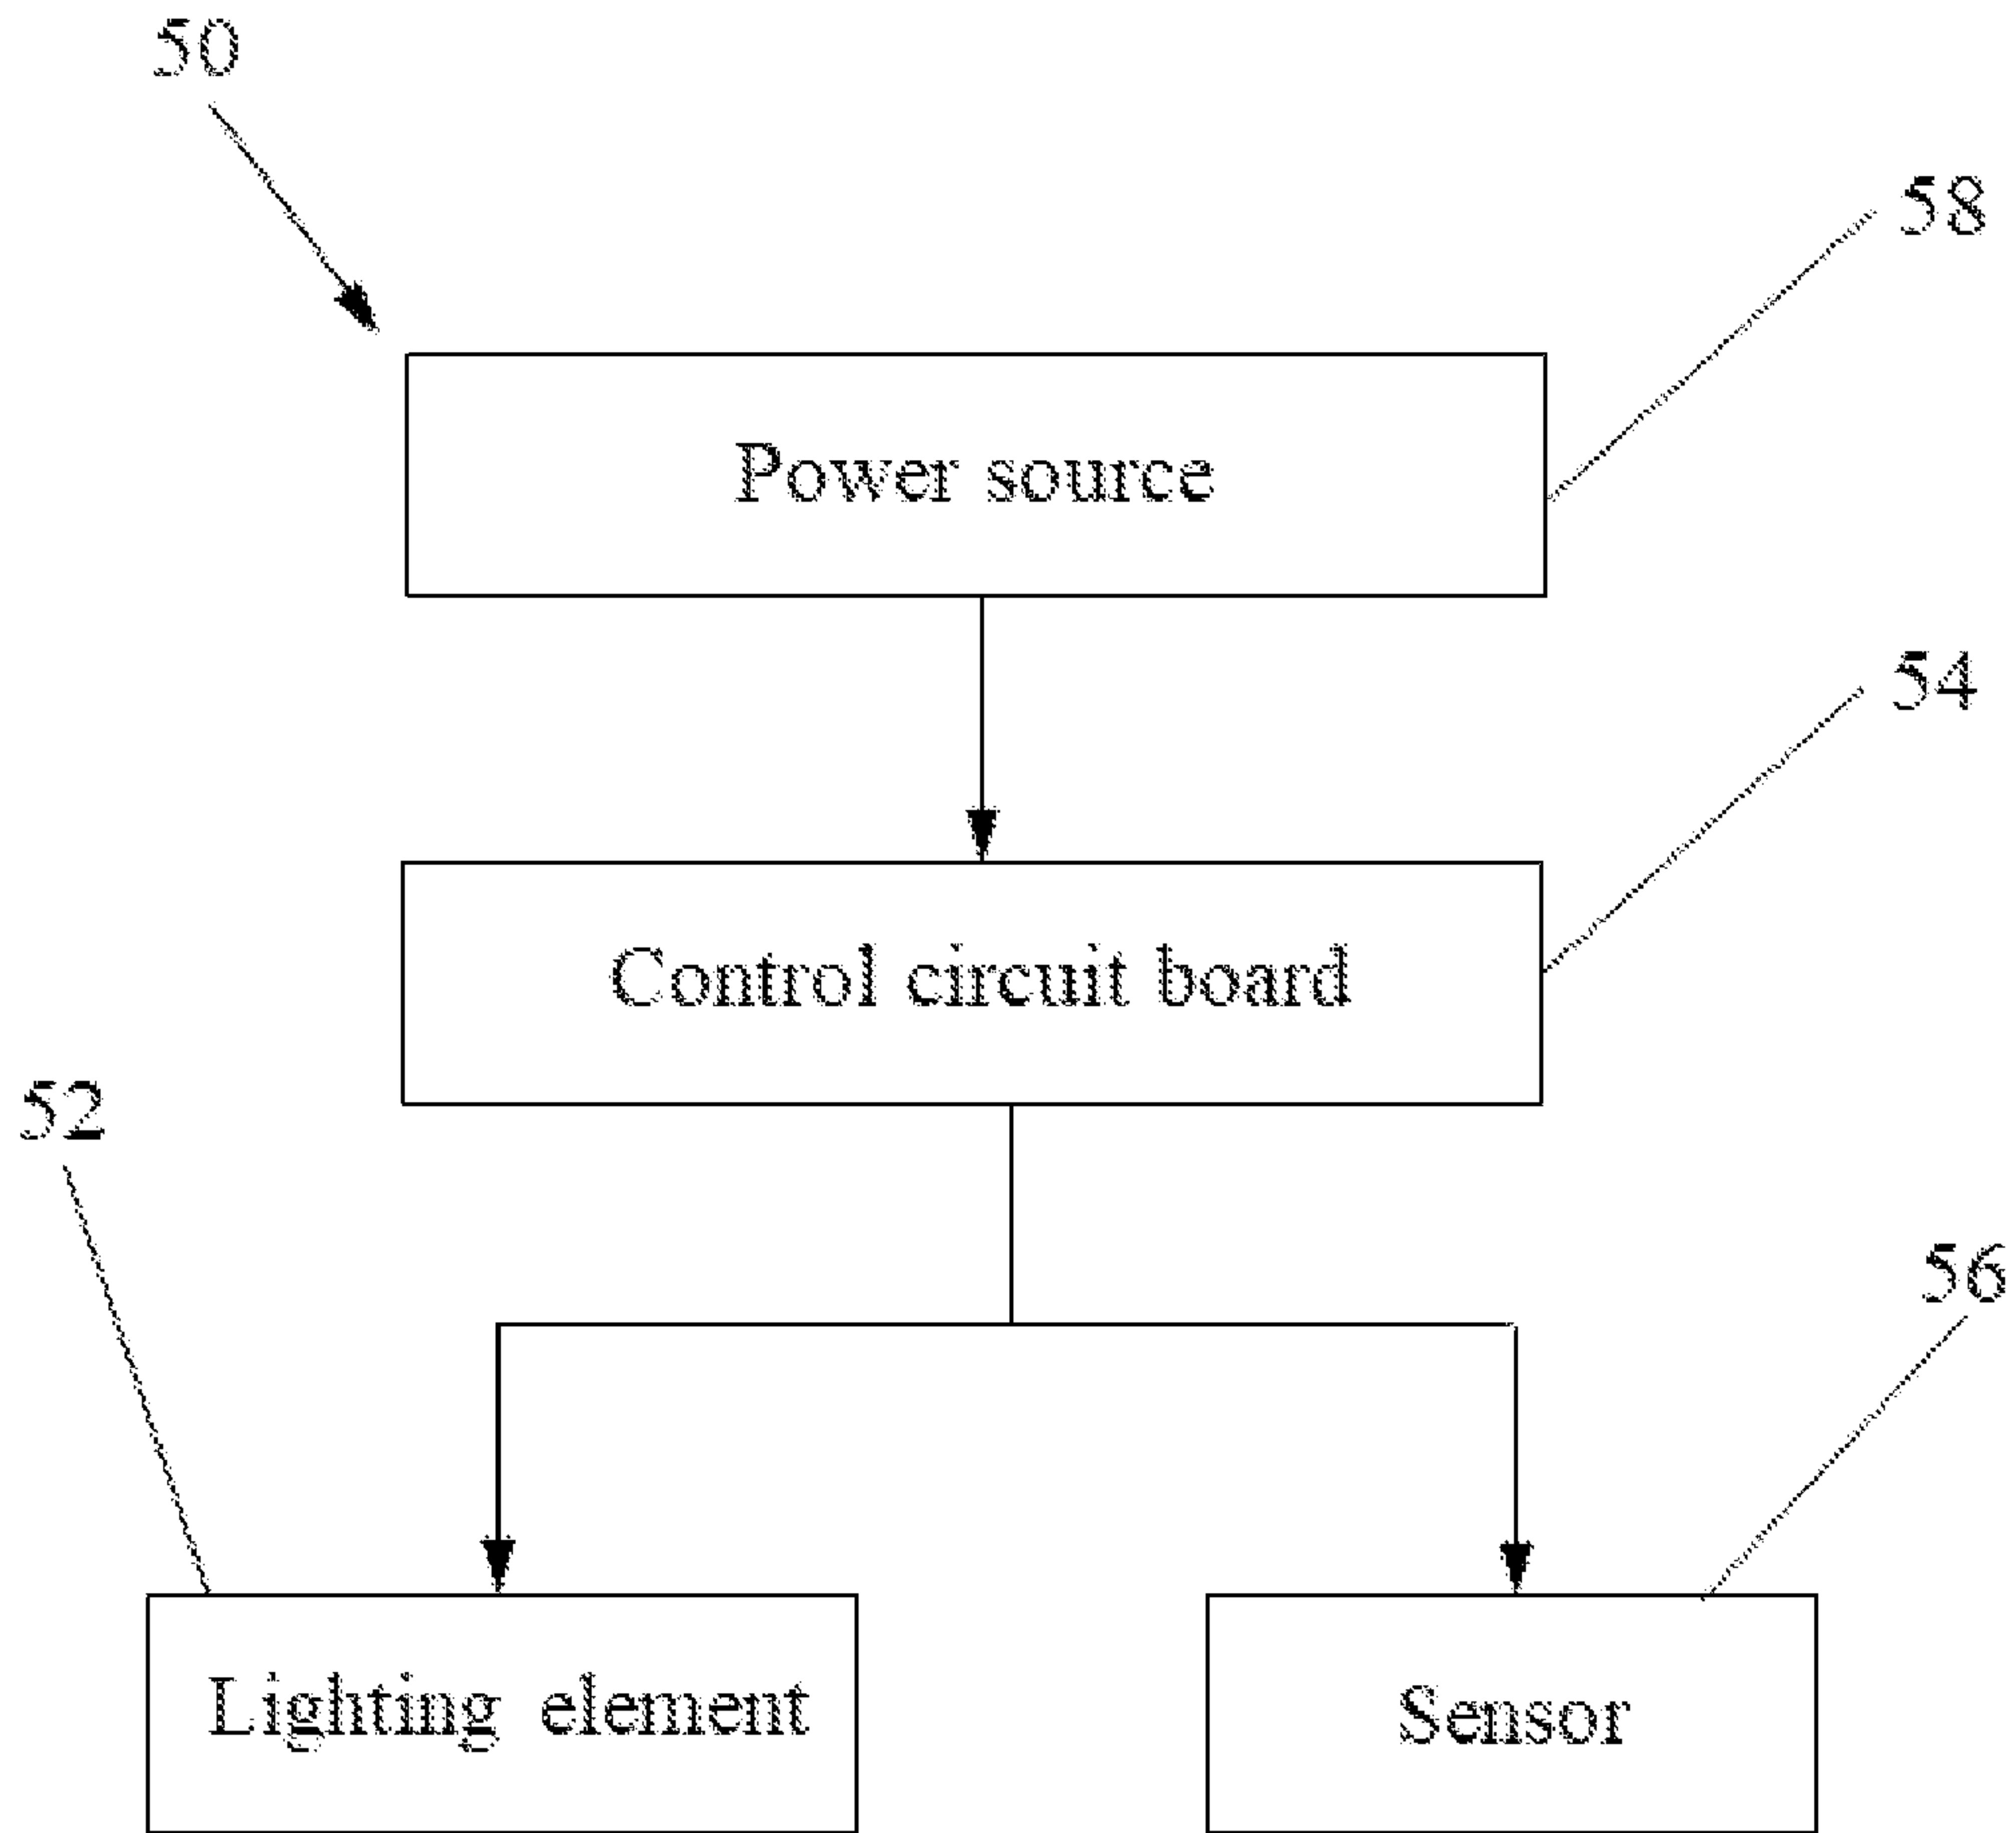 50
58
Power source
54
Control circuit board
52
56
Lighting element
Sensor